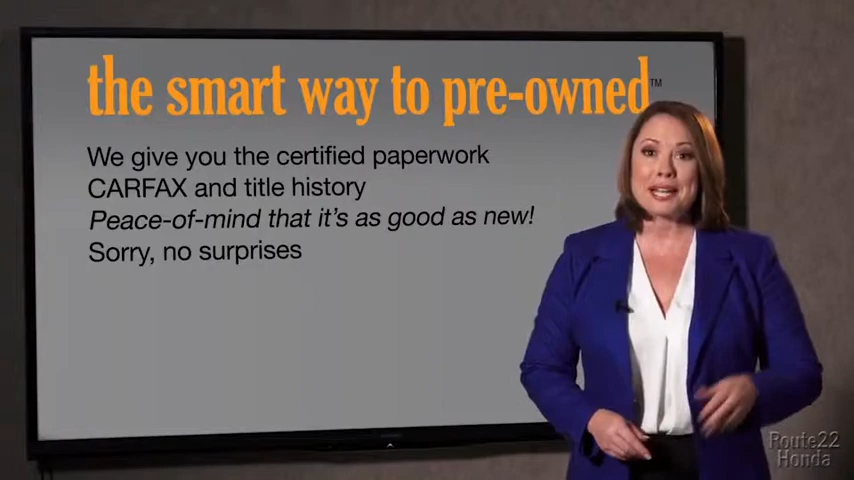 the smart way to pre-owned™
We give you the certified paperwork
CARFAX and title history
Peace-of-mind that it's as good as new!
Sorry, no surprises
Route22
Honda